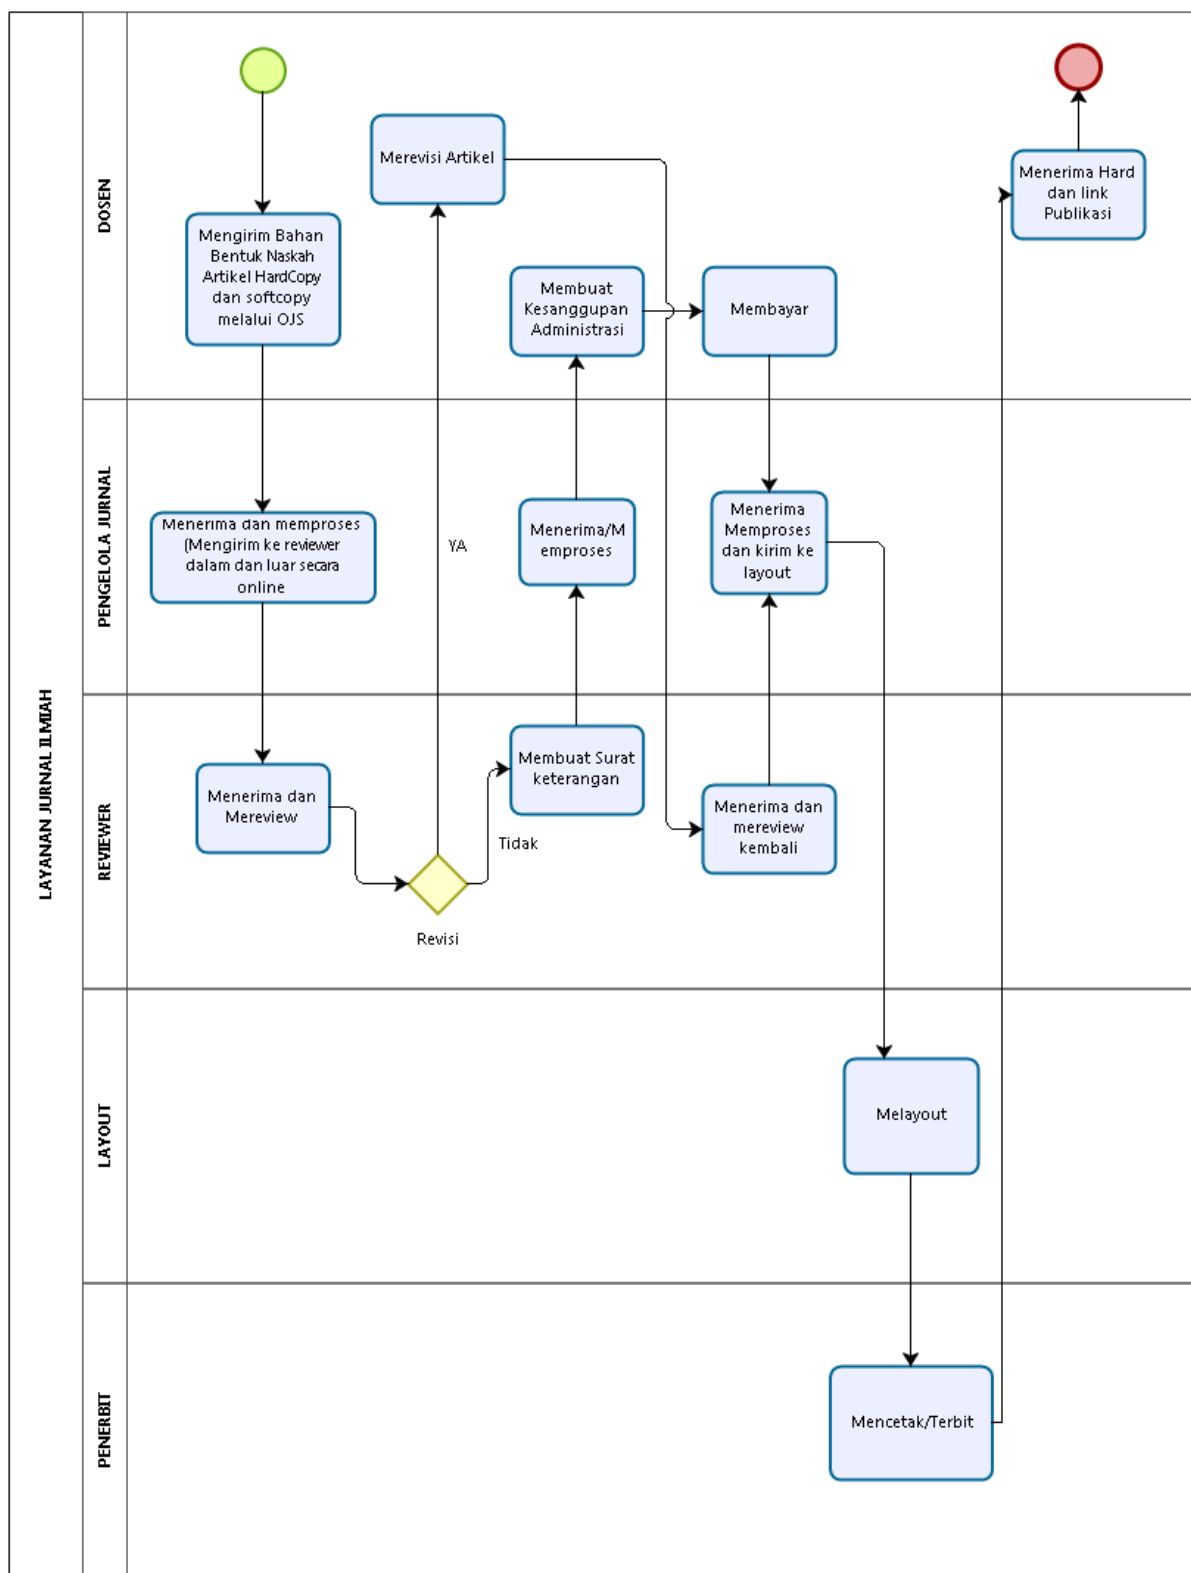 LAYANAN JURNAL ILMIAH
DOSEN
Mengirim Bahan
Bentuk Naskah
Artikel HardCopy
dan softcopy
melalui OJS
Merevisi Artikel
Membuat
Kesanggupan
Administrasi
Membayar
Menerima Hard
dan link
Publikasi
PENGELOLA JURNAL
Menerima dan memproses
(Mengirim ke reviewer
dalam dan luar secara
online
YA
Menerima/M
emproses
Menerima
Memproses
dan kirim ke
layout
REVIEWER
Menerima dan
Mereview
Revisi
Tidak
Membuat Surat
keterangan
Menerima dan
mereview
kembali
LAYOUT
Melayout
PENERBIT
Mencetak/Terbit